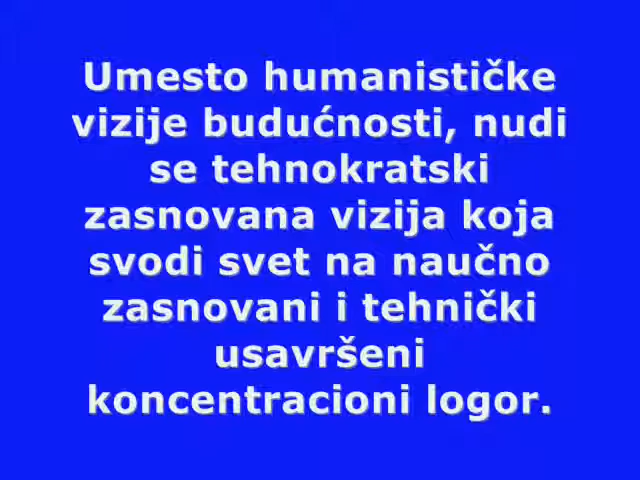 Umesto humanističke
vizije budućnosti, nudi
se tehnokratski
zasnovana vizija koja
svodi svet na naučno
zasnovani i tehnički
usavršeni
koncentracioni logor.